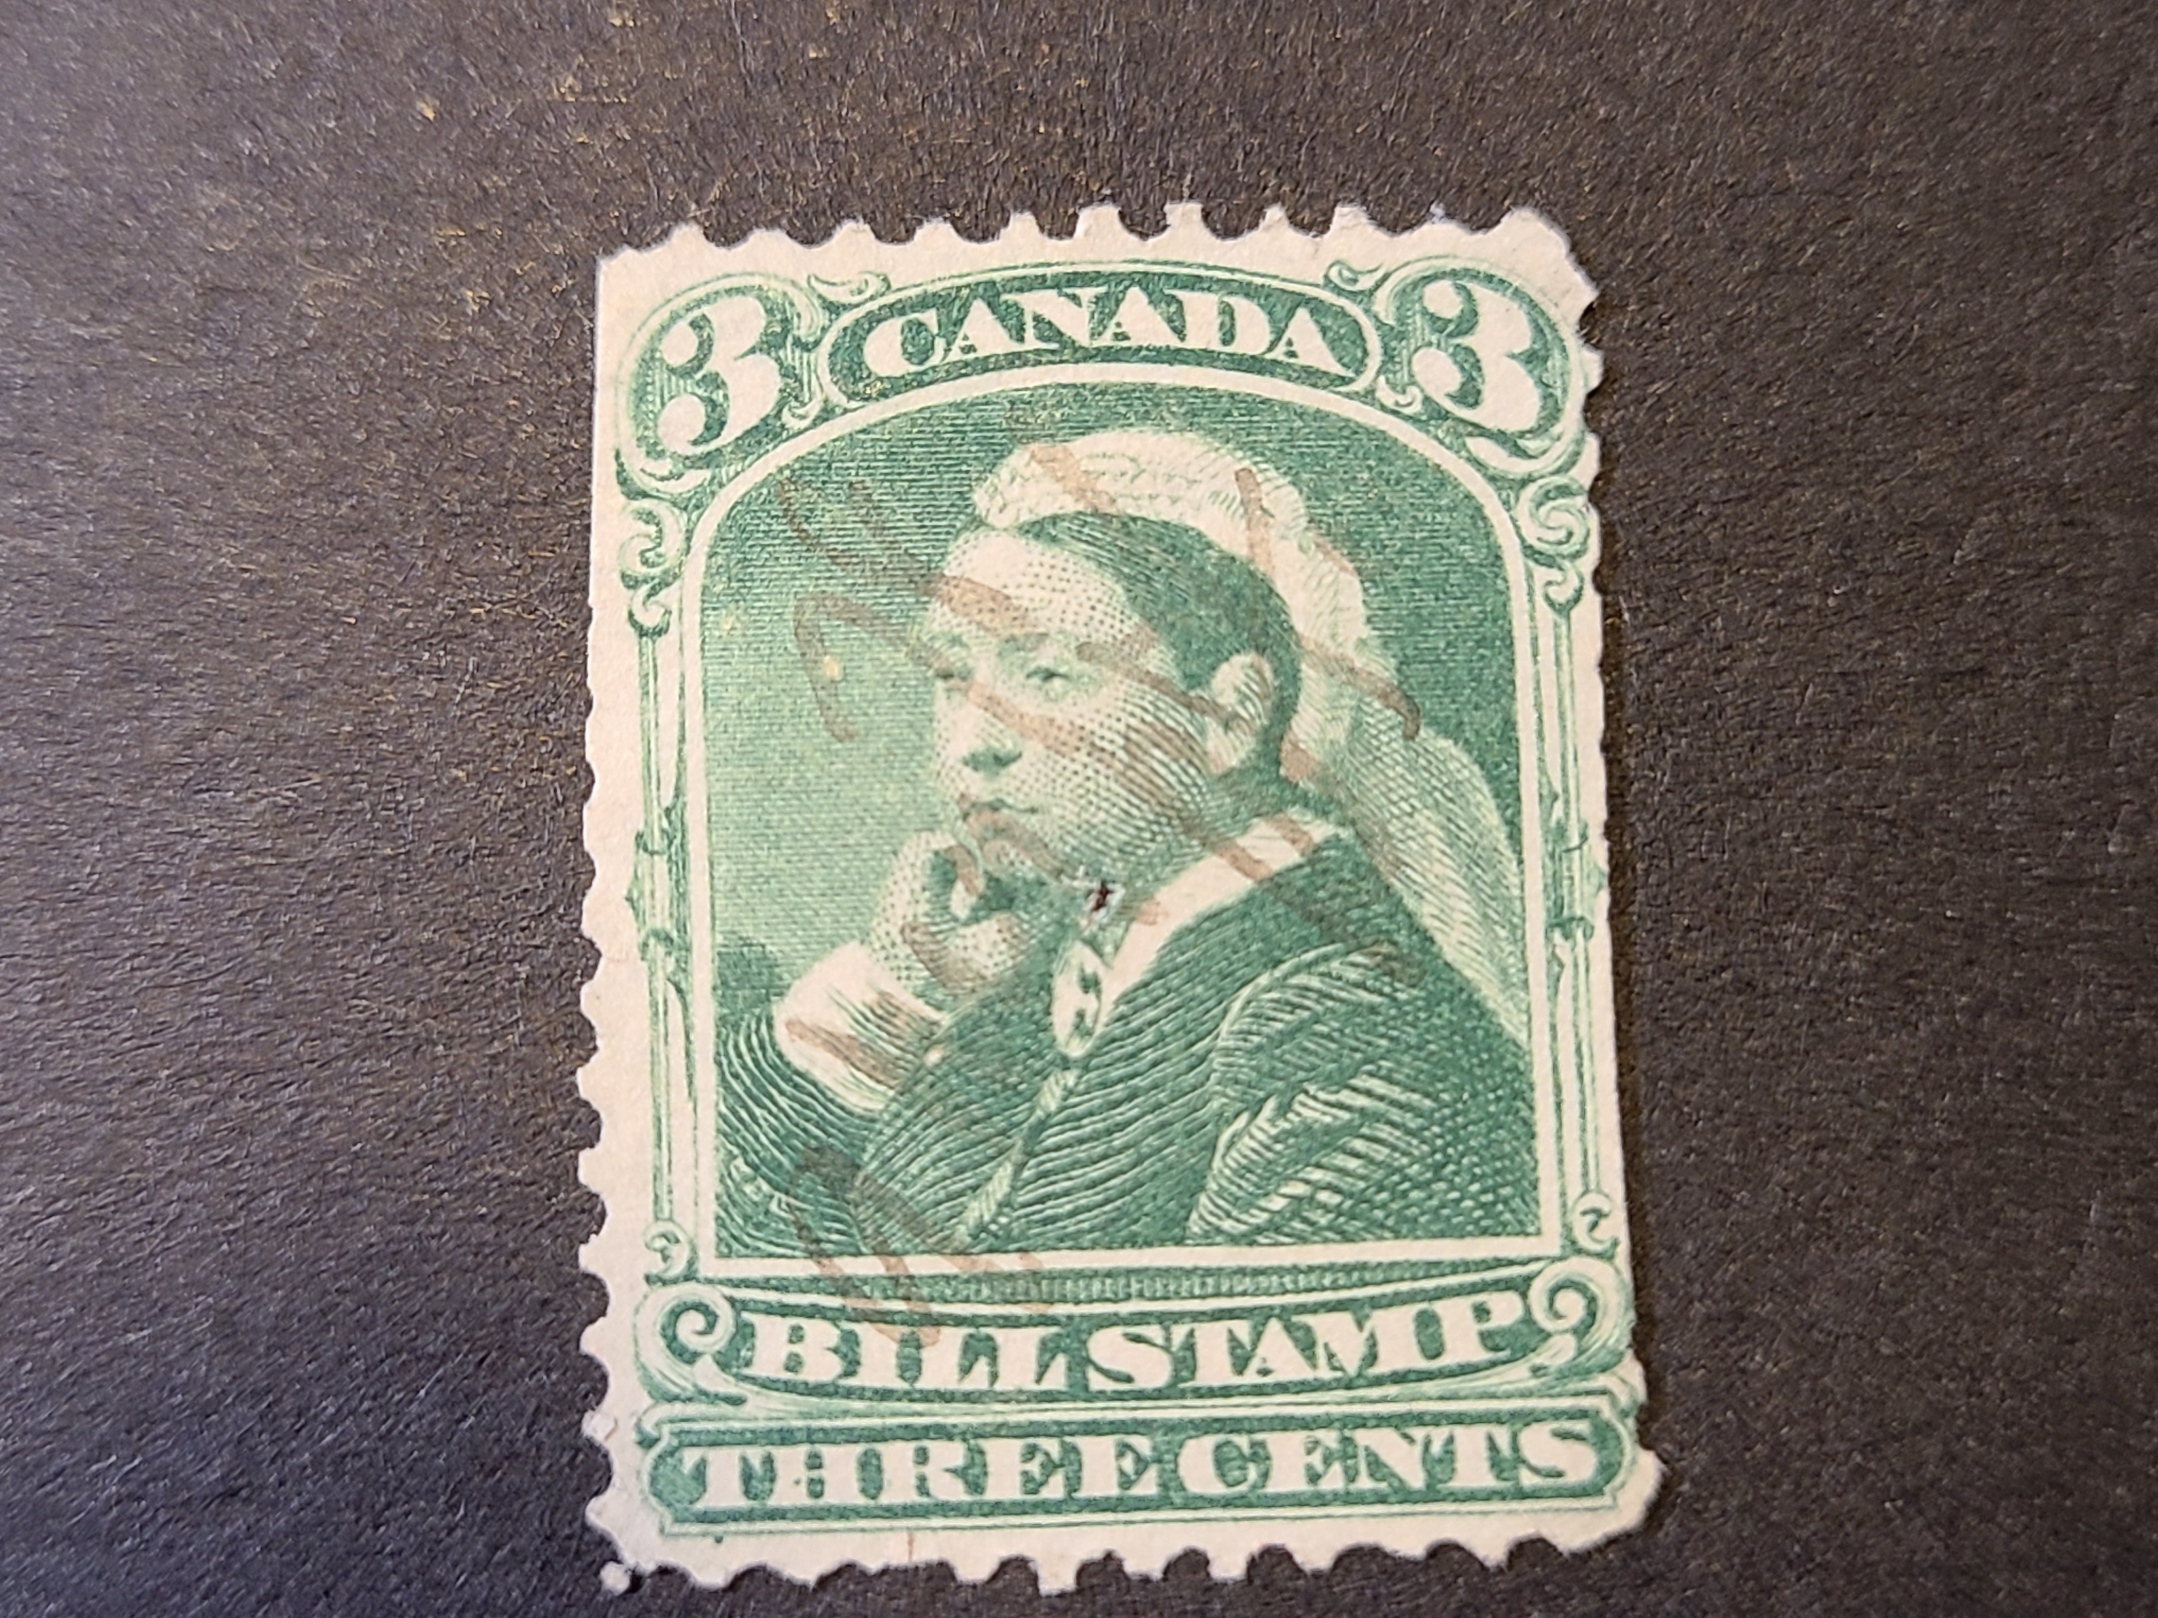 3 CANADA 3
BILL STAMP
THREE CENTS